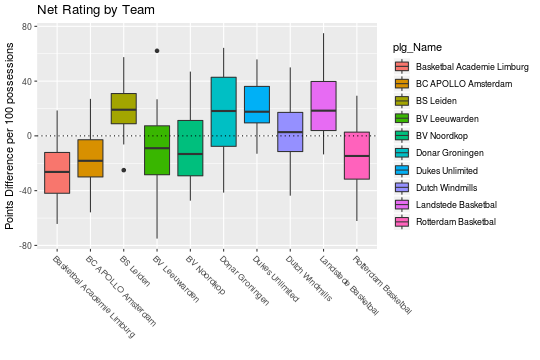 Net Rating by Team
Points Difference per 100 possessions
80
40
0
-40
-80
Basketbal Academie Limburg
BC APOLLO Amsterdam
BS Leiden
BV Leeuwarden
BV Noordkop
Donar Groningen
Dukes Unlimited
Dutch Windmills
Landstede Basketbal
Rotterdam Basketbal
plg_Name
Basketbal Academie Limburg
BC APOLLO Amsterdam
BS Leiden
BV Leeuwarden
BV Noordkop
Donar Groningen
Dukes Unlimited
Dutch Windmills
Landstede Basketbal
Rotterdam Basketbal